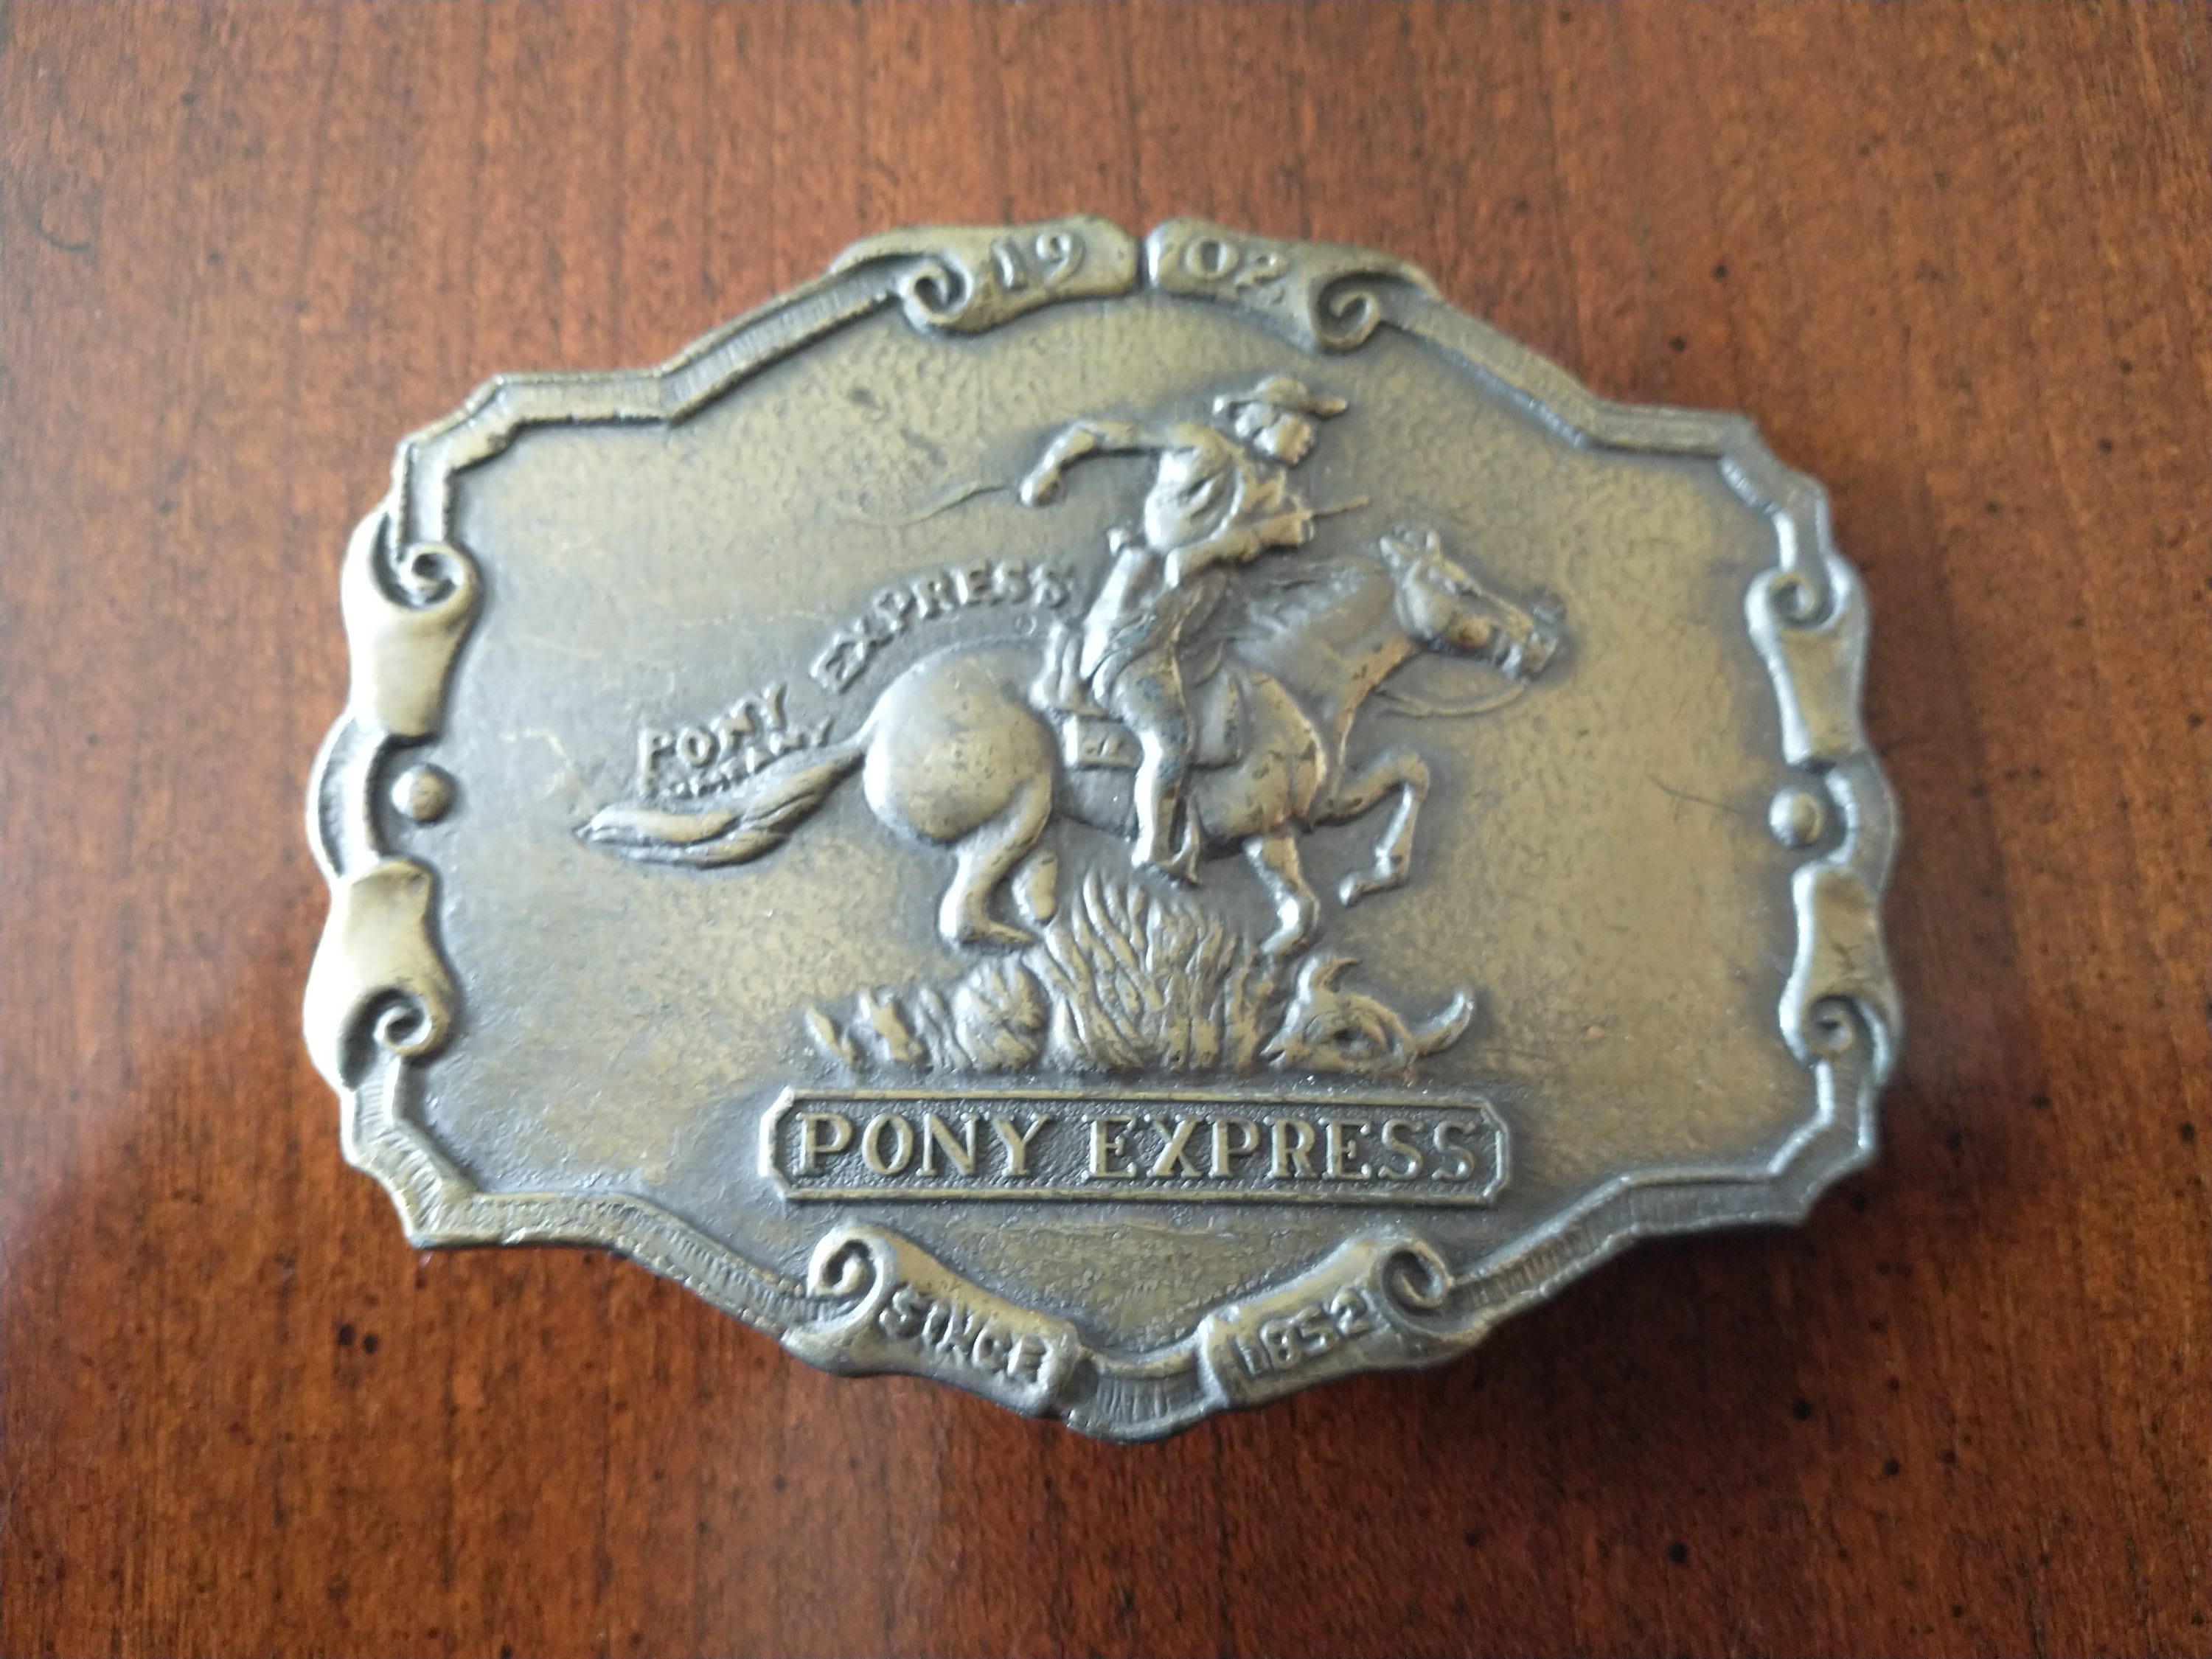 19 02
PONY EXPRESS
PONY EXPRESS
SINCE 1852